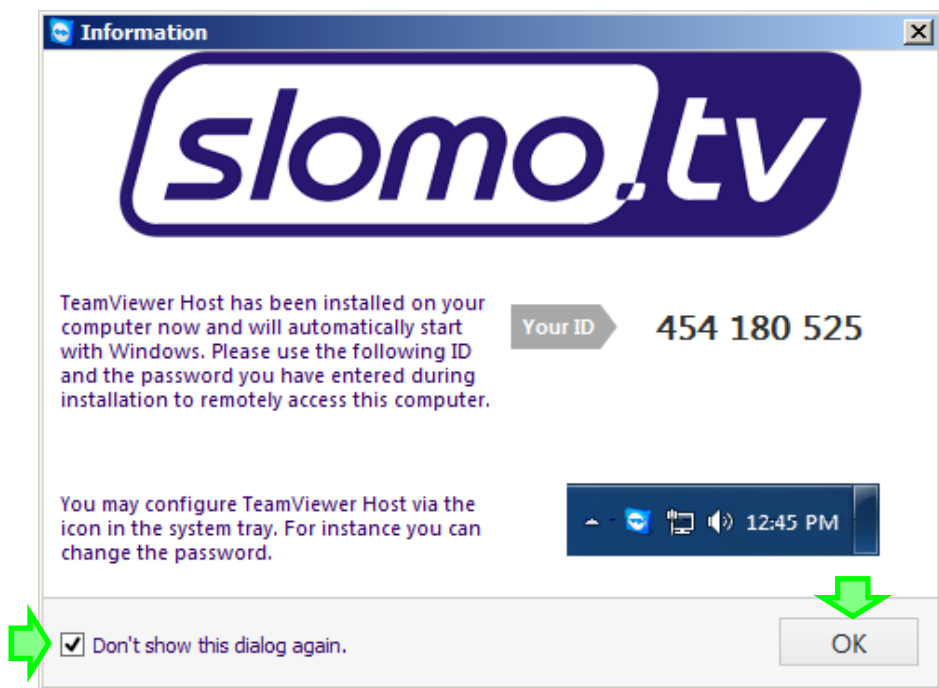 Information
slomo.tv
TeamViewer Host has been installed on your
computer now and will automatically start
with Windows. Please use the following ID
and the password you have entered during
installation to remotely access this computer.
Your ID
454 180 525
You may configure TeamViewer Host via the
icon in the system tray. For instance you can
change the password.
12:45 PM
Don't show this dialog again.
OK